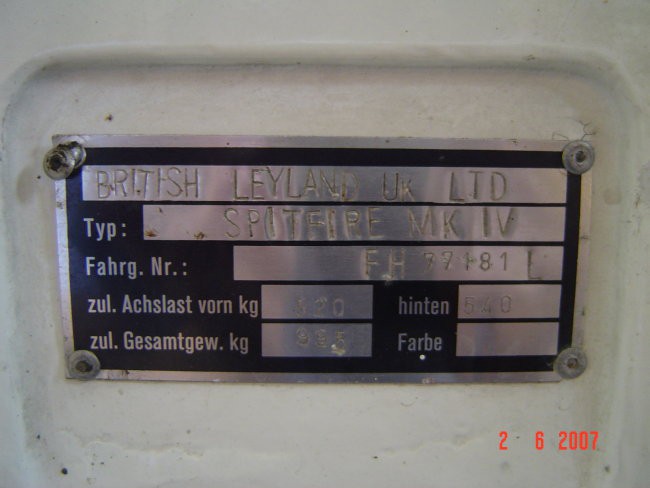 BRITISH LEYLAND UK LTD
Typ: SPITFIRE MK IV
Fahrg. Nr.: FH 77181 L
zul. Achslast vorn kg 420 hinten 540
zul. Gesamtgew. kg Farbe
2 6 2007